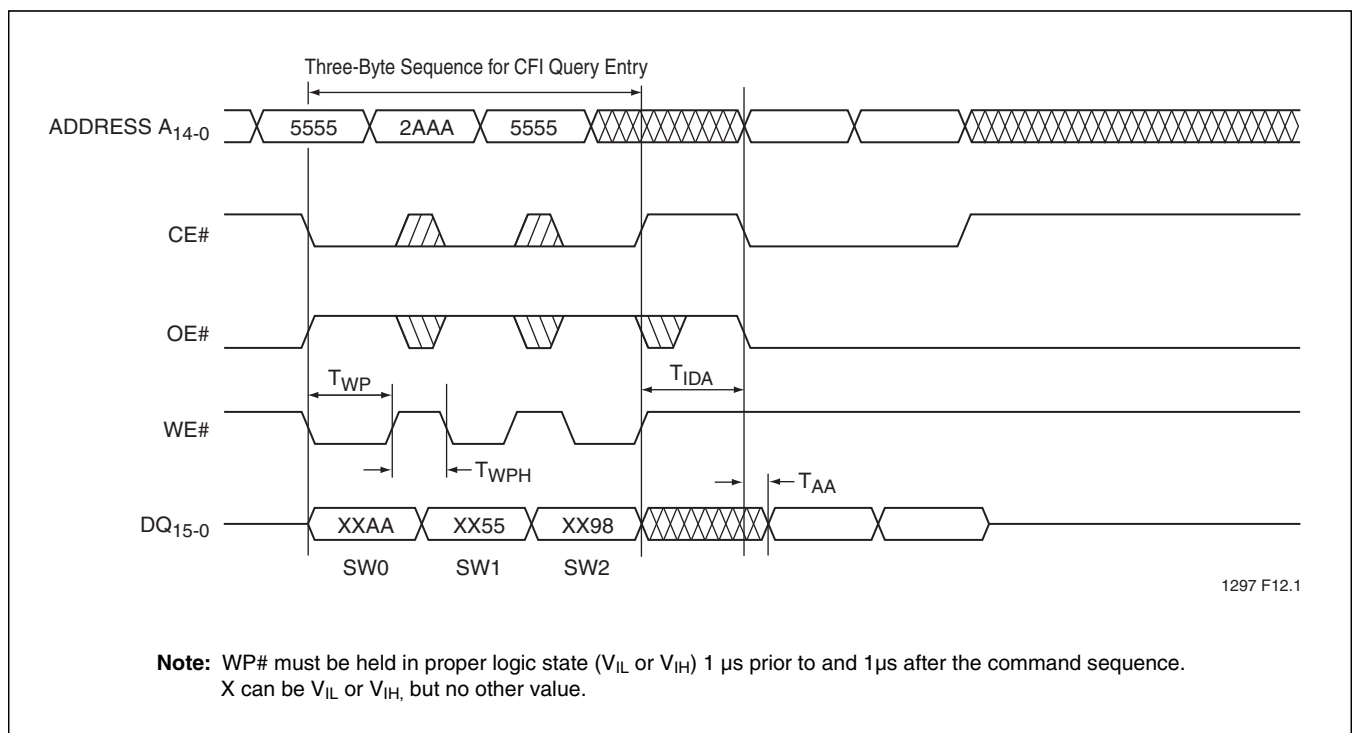 Three-Byte Sequence for CFI Query Entry
ADDRESS A14-0
5555 2AAA 5555
CE#
OE#
TWP
TIDA
WE#
TWPH
TAA
DQ15-0
XXAA XX55 XX98
SW0 SW1 SW2
1297 F12.1
Note: WP# must be held in proper logic state (VIL or VIH) 1 µs prior to and 1µs after the command sequence.
X can be VIL or VIH, but no other value.